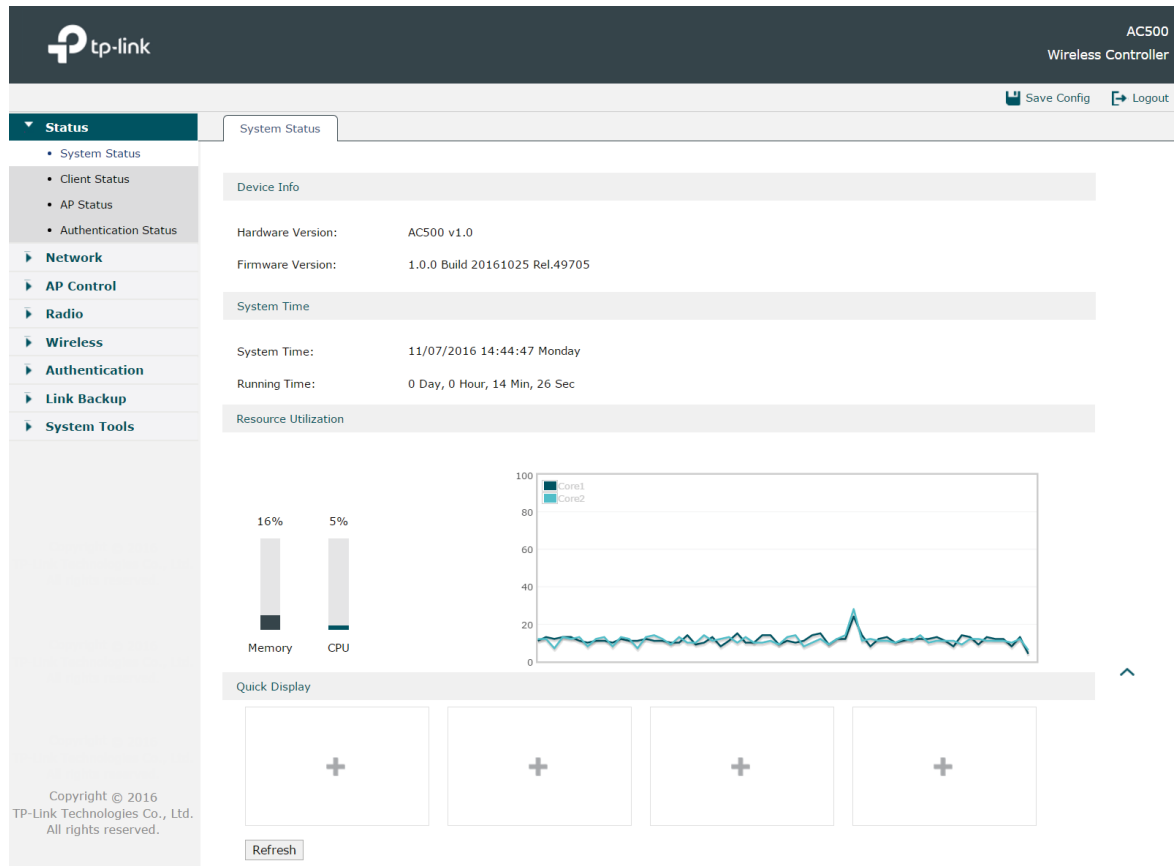 tp-link
AC500
Wireless Controller
Save Config
Logout
Status
System Status
Client Status
AP Status
Authentication Status
Network
AP Control
Radio
Wireless
Authentication
Link Backup
System Tools
Copyright © 2016
TP-Link Technologies Co., Ltd.
All rights reserved.
System Status
Device Info
Hardware Version: AC500 v1.0
Firmware Version: 1.0.0 Build 20161025 Rel.49705
System Time
System Time: 11/07/2016 14:44:47 Monday
Running Time: 0 Day, 0 Hour, 14 Min, 26 Sec
Resource Utilization
16% 5%
Memory CPU
100
80
60
40
20
0
Core1
Core2
Quick Display
Refresh